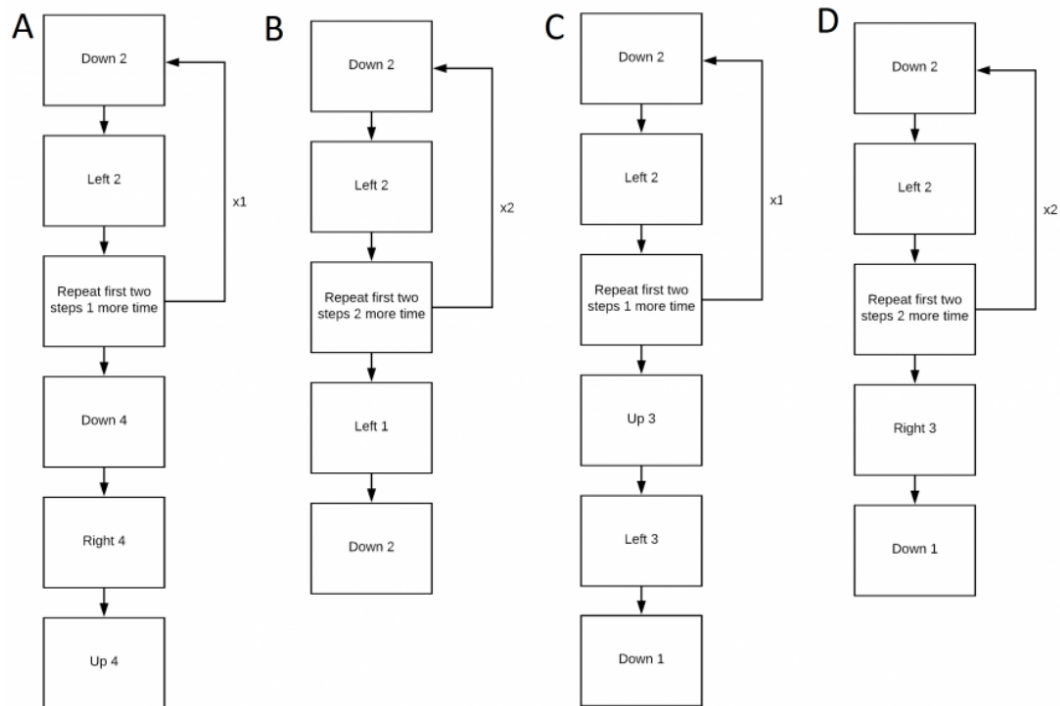 A
Down 2
Left 2
x1
Repeat first two
steps 1 more time
Down 4
Right 4
Up 4
B
Down 2
Left 2
x2
Repeat first two
steps 2 more time
Left 1
Down 2
C
Down 2
Left 2
x1
Repeat first two
steps 1 more time
Up 3
Left 3
Down 1
D
Down 2
Left 2
x2
Repeat first two
steps 2 more time
Right 3
Down 1